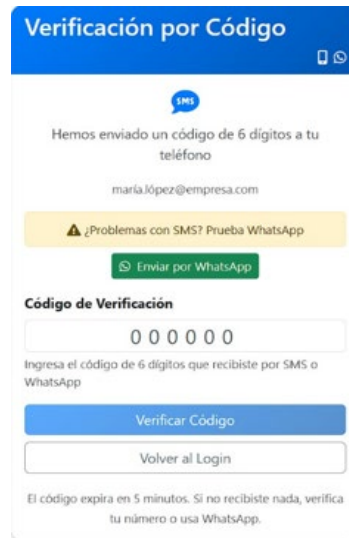 Verificación por Código
SMS
Hemos enviado un código de 6 dígitos a tu
teléfono
maría.lópez@empresa.com
¿Problemas con SMS? Prueba WhatsApp
Enviar por WhatsApp
Código de Verificación
000000
Ingresa el código de 6 dígitos que recibiste por SMS o
WhatsApp
Verificar Código
Volver al Login
El código expira en 5 minutos. Si no recibiste nada, verifica
tu número o usa WhatsApp.